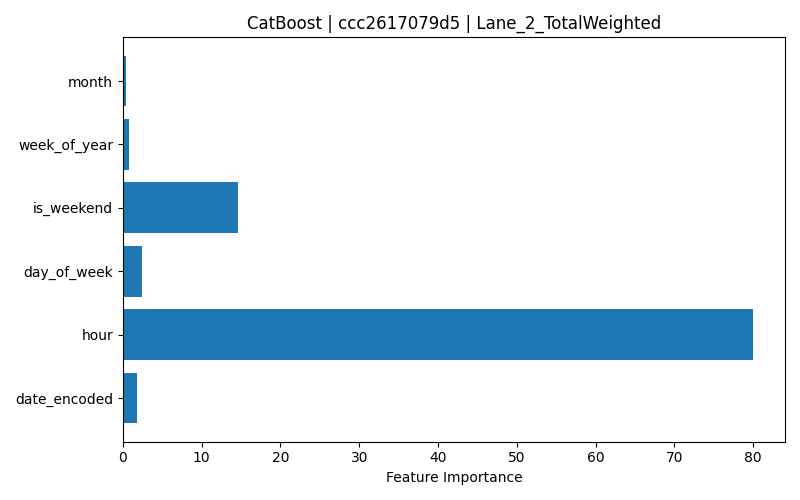 CatBoost | ccc2617079d5 | Lane_2_TotalWeighted
month
week_of_year
is_weekend
day_of_week
hour
date_encoded
0 10 20 30 40 50 60 70 80
Feature Importance